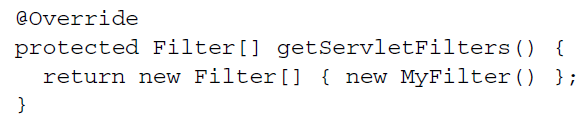 @Override
protected Filter[] getServletFilters() {
  return new Filter[] { new MyFilter() };
}